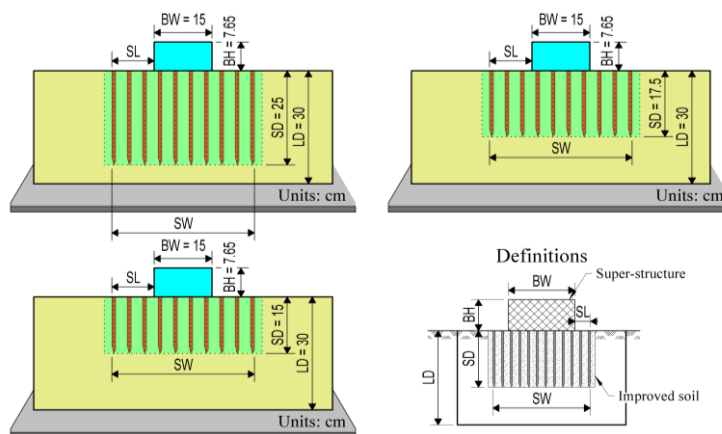 BW = 15
SL
BH = 7.65
SD = 25
LD = 30
Units: cm
SW
BW = 15
SL
BH = 7.65
SD = 17.5
LD = 30
SW
Units: cm
BW = 15
SL
BH = 7.65
SD = 15
LD = 30
SW
Units: cm
Definitions
BW
Super-structure
BH
SL
SD
LD
Improved soil
SW